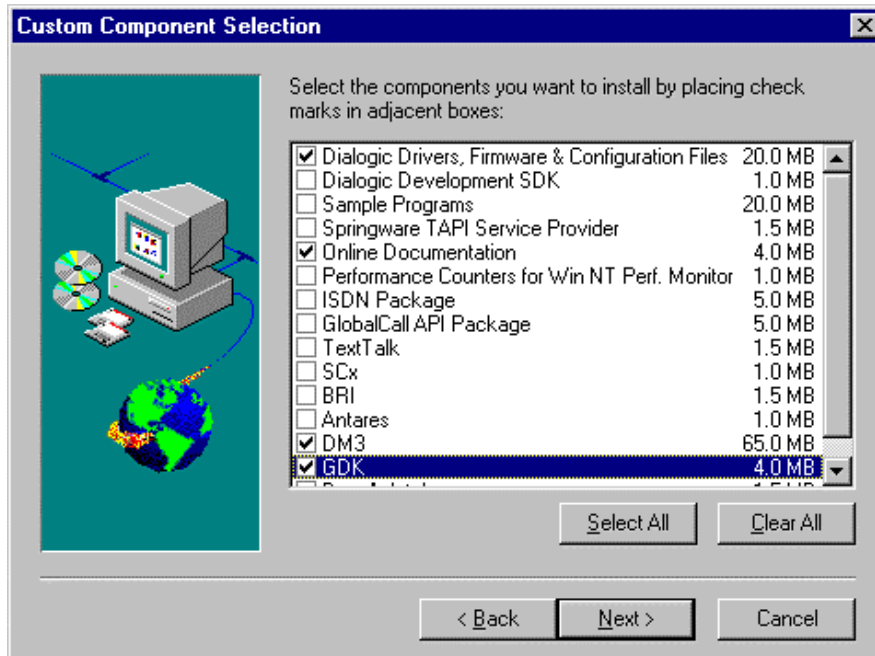 Custom Component Selection
Select the components you want to install by placing check
marks in adjacent boxes:
Dialogic Drivers, Firmware & Configuration Files 20.0 MB
Dialogic Development SDK 1.0 MB
Sample Programs 20.0 MB
Springware TAPI Service Provider 1.5 MB
Online Documentation 4.0 MB
Performance Counters for Win NT Perf. Monitor 1.0 MB
ISDN Package 5.0 MB
GlobalCall API Package 5.0 MB
TextTalk 1.5 MB
SCx 1.0 MB
BRI 1.5 MB
Antares 1.0 MB
DM3 65.0 MB
GDK 4.0 MB
Select All Clear All
< Back Next > Cancel